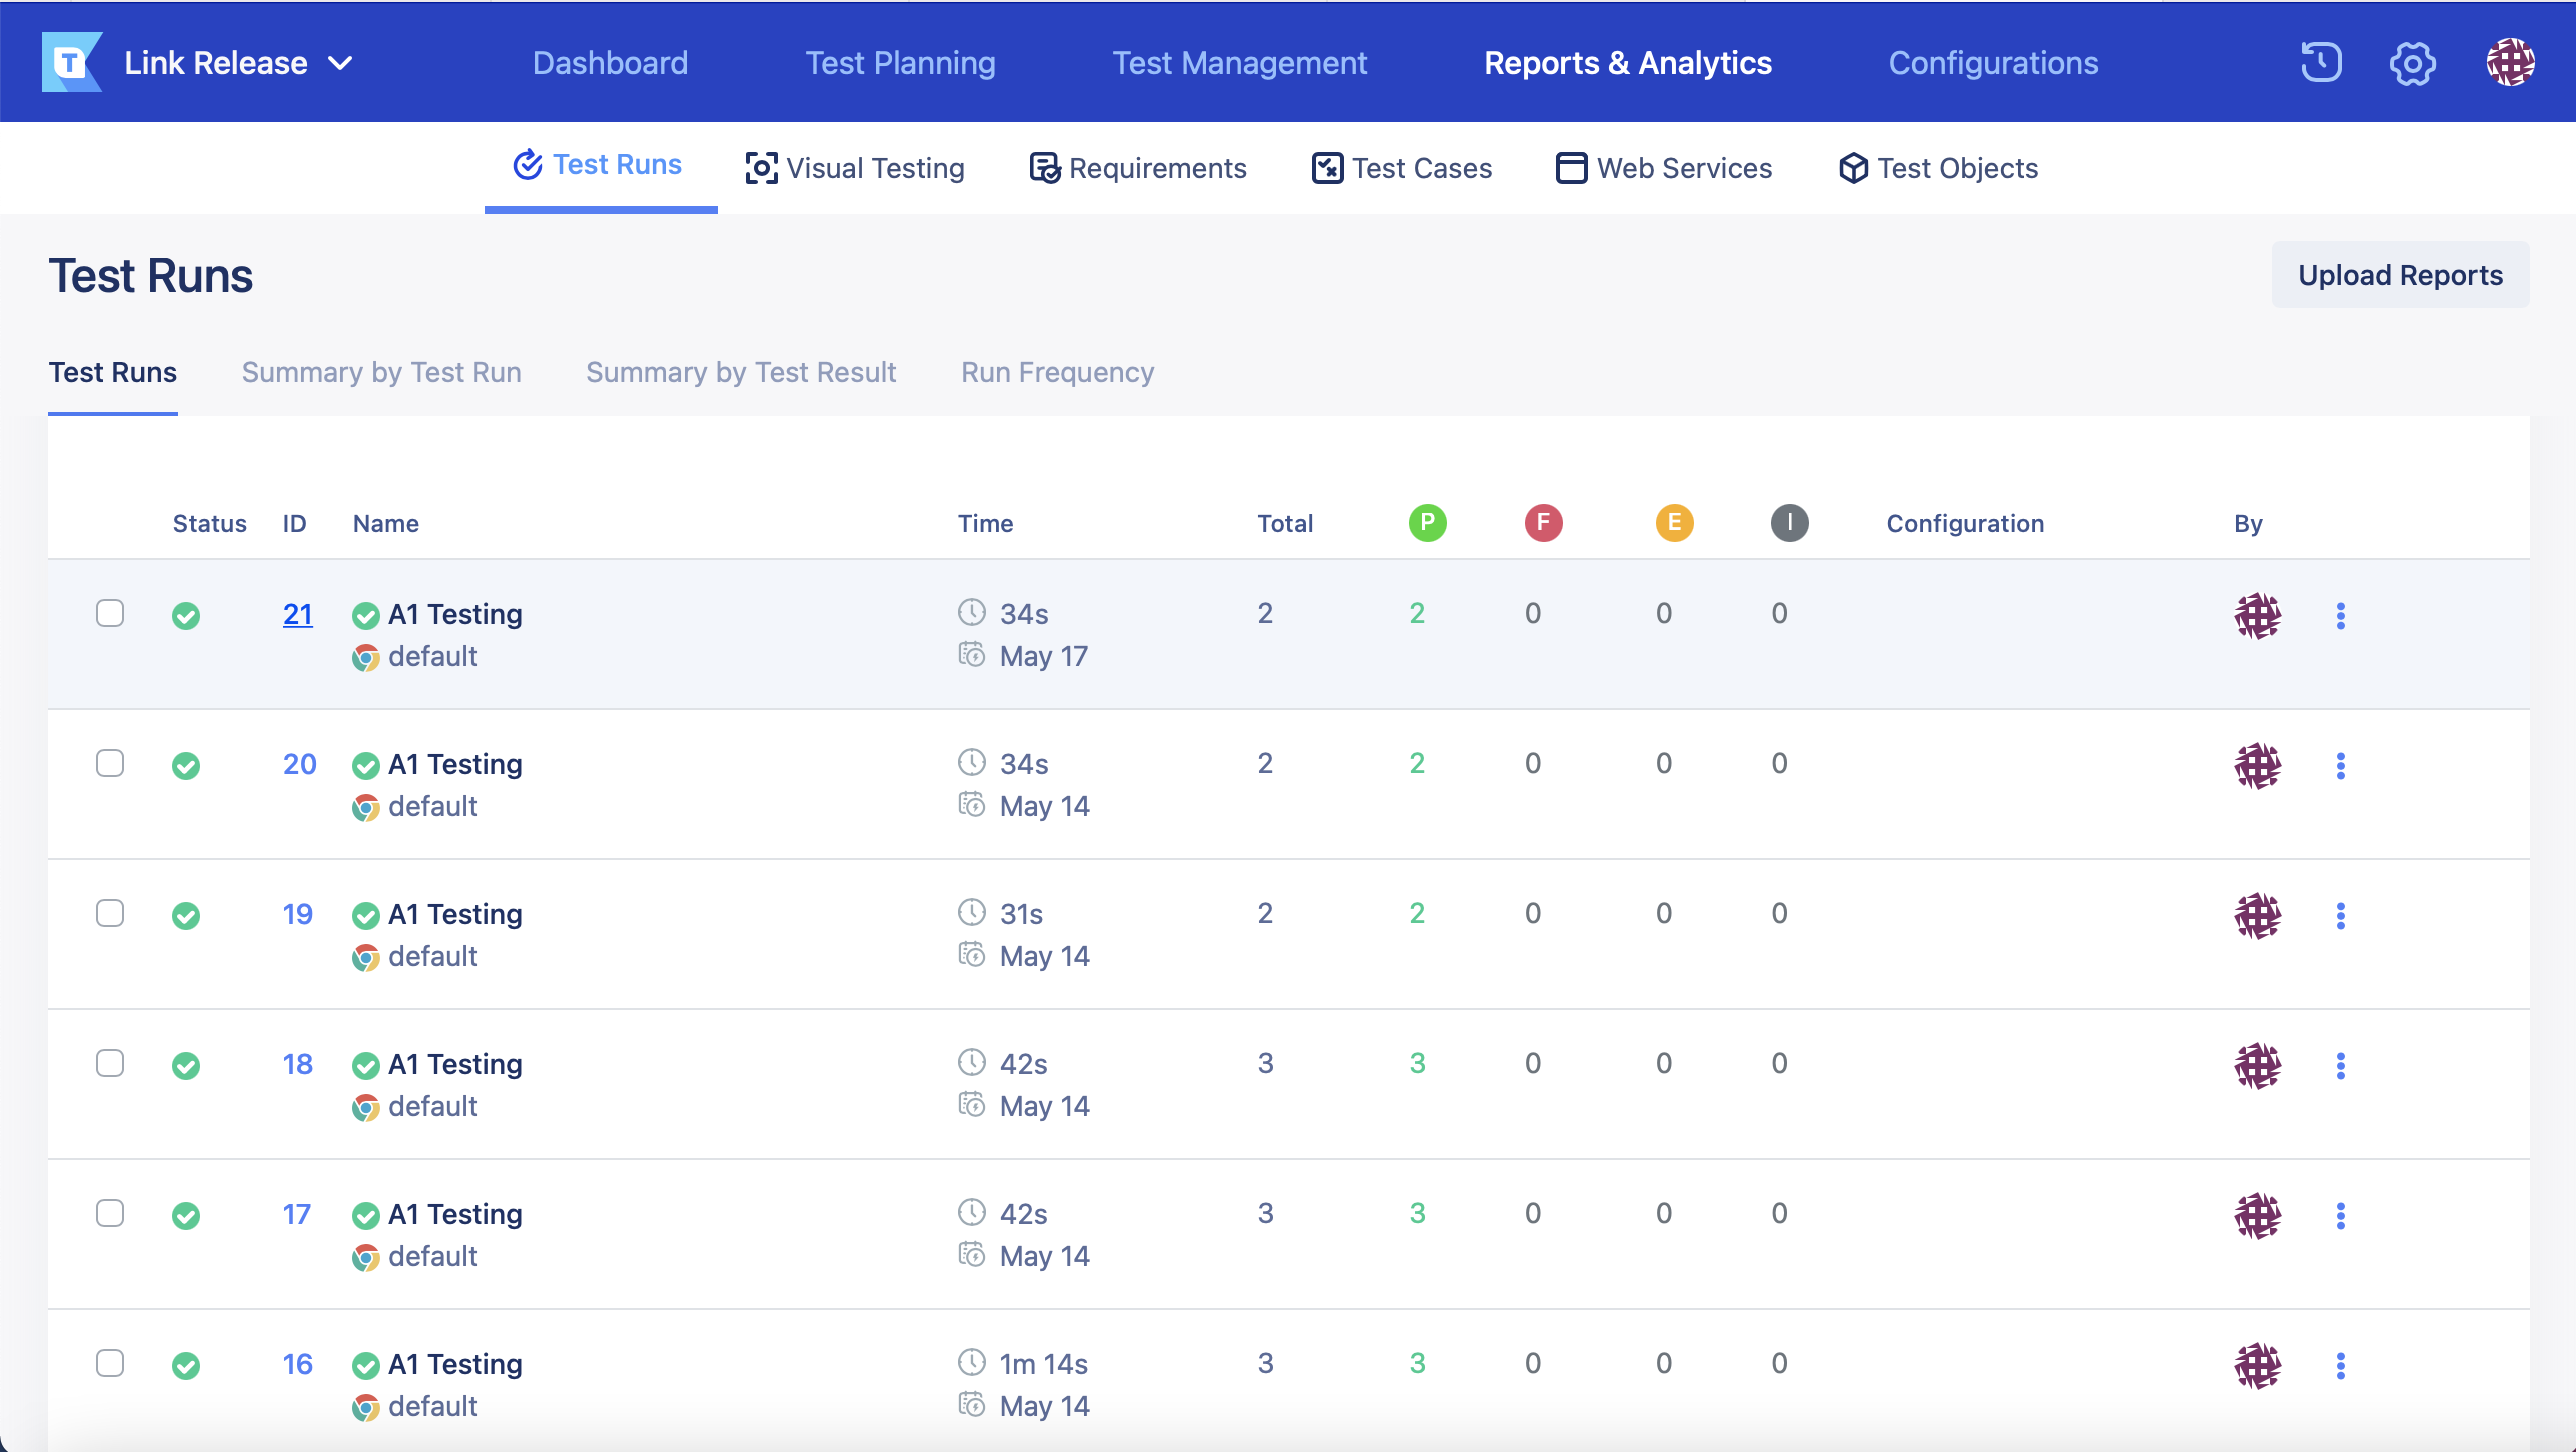 T Link Release Dashboard Test Planning Test Management Reports & Analytics Configurations
Test Runs Visual Testing Requirements Test Cases Web Services Test Objects
Test Runs Upload Reports
Test Runs Summary by Test Run Summary by Test Result Run Frequency
Status ID Name Time Total P F E I Configuration By
21 A1 Testing 34s 2 2 0 0 0
default May 17
20 A1 Testing 34s 2 2 0 0 0
default May 14
19 A1 Testing 31s 2 2 0 0 0
default May 14
18 A1 Testing 42s 3 3 0 0 0
default May 14
17 A1 Testing 42s 3 3 0 0 0
default May 14
16 A1 Testing 1m 14s 3 3 0 0 0
default May 14